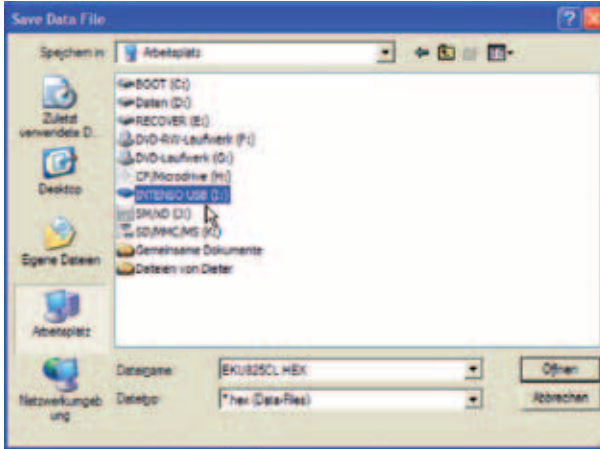 Save Data File
Speichern in: Arbeitsplatz
Zuletzt
verwendete D...
Desktop
Eigene Dateien
Arbeitsplatz
Netzwerkumgeb
ung
BOOT (C:)
Daten (D:)
RECOVER (E:)
DVD-RW-Laufwerk (F:)
DVD-Laufwerk (G:)
CF/Microdrive (H:)
INTENSO USB (I:)
SM/xD (J:)
SD/MMC/MS (K:)
Gemeinsame Dokumente
Dateien von Dieter
Dateiname: EKU825CL.HEX Öffnen
Dateityp: *.hex (Data-Files) Abbrechen